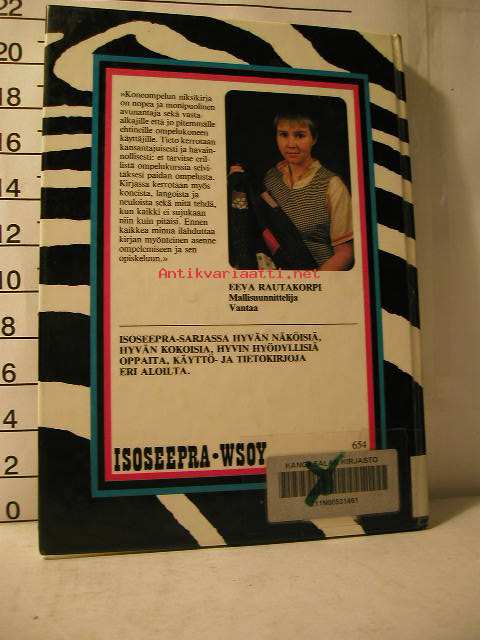 22
20
18
16
14
12
10
8
6
4
2
0
»Koneompelun niksikirja
on nopea ja monipuolinen
avunantaja sekä vasta-
alkajille että jo pitemmälle
ehtineille ompelukoneen
käyttäjille. Tieto kerrotaan
kansantajuisesti ja havain-
nollisesti: et tarvitse eril-
listä ompelukurssia selvi-
täksesi paidan ompelusta.
Kirjassa kerrotaan myös
koneista, langoista ja
neuloista sekä mitä tehdä,
kun kaikki ei sujukaan
niin kuin pitäisi. Ennen
kaikkea minua ilahduttaa
kirjan myönteinen asenne
ompelemiseen ja sen
opiskeluun.»
Antikvariaatti.net
EEVA RAUTAKORPI
Mallisuunnittelija
Vantaa
ISOSEEPRA-SARJASSA HYVÄN NÄKÖISIÄ,
HYVÄN KOKOISIA, HYVIN HYÖDYLLISIÄ
OPPAITA, KÄYTTÖ- JA TIETOKIRJOJA
ERI ALOILTA.
ISOSEEPRA•WSOY
654
KIRJASTO